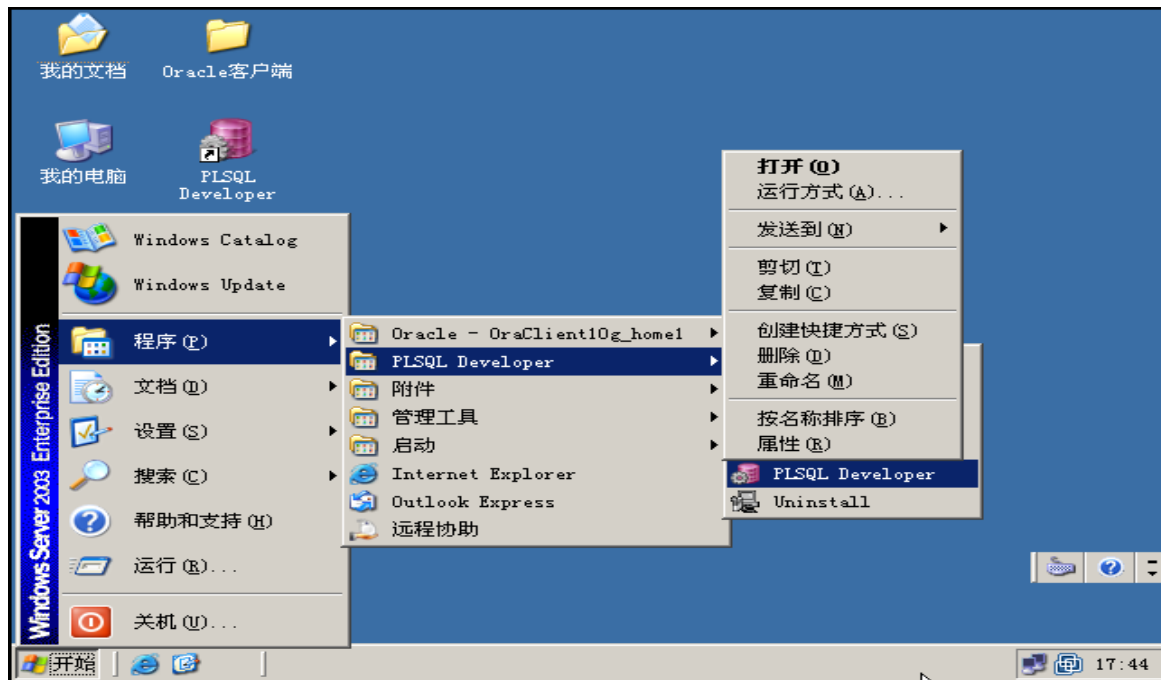 我的文档
Oracle客户端
我的电脑
PLSQL
Developer
Windows Server 2003 Enterprise Edition
Windows Catalog
Windows Update
程序(P)
文档(D)
设置(S)
搜索(C)
帮助和支持(H)
运行(R)...
关机(U)...
Oracle - OraClient10g_home1
PLSQL Developer
附件
管理工具
启动
Internet Explorer
Outlook Express
远程协助
打开(O)
运行方式(A)...
发送到(N)
剪切(T)
复制(C)
创建快捷方式(S)
删除(D)
重命名(M)
按名称排序(B)
属性(R)
PLSQL Developer
Uninstall
开始
17:44